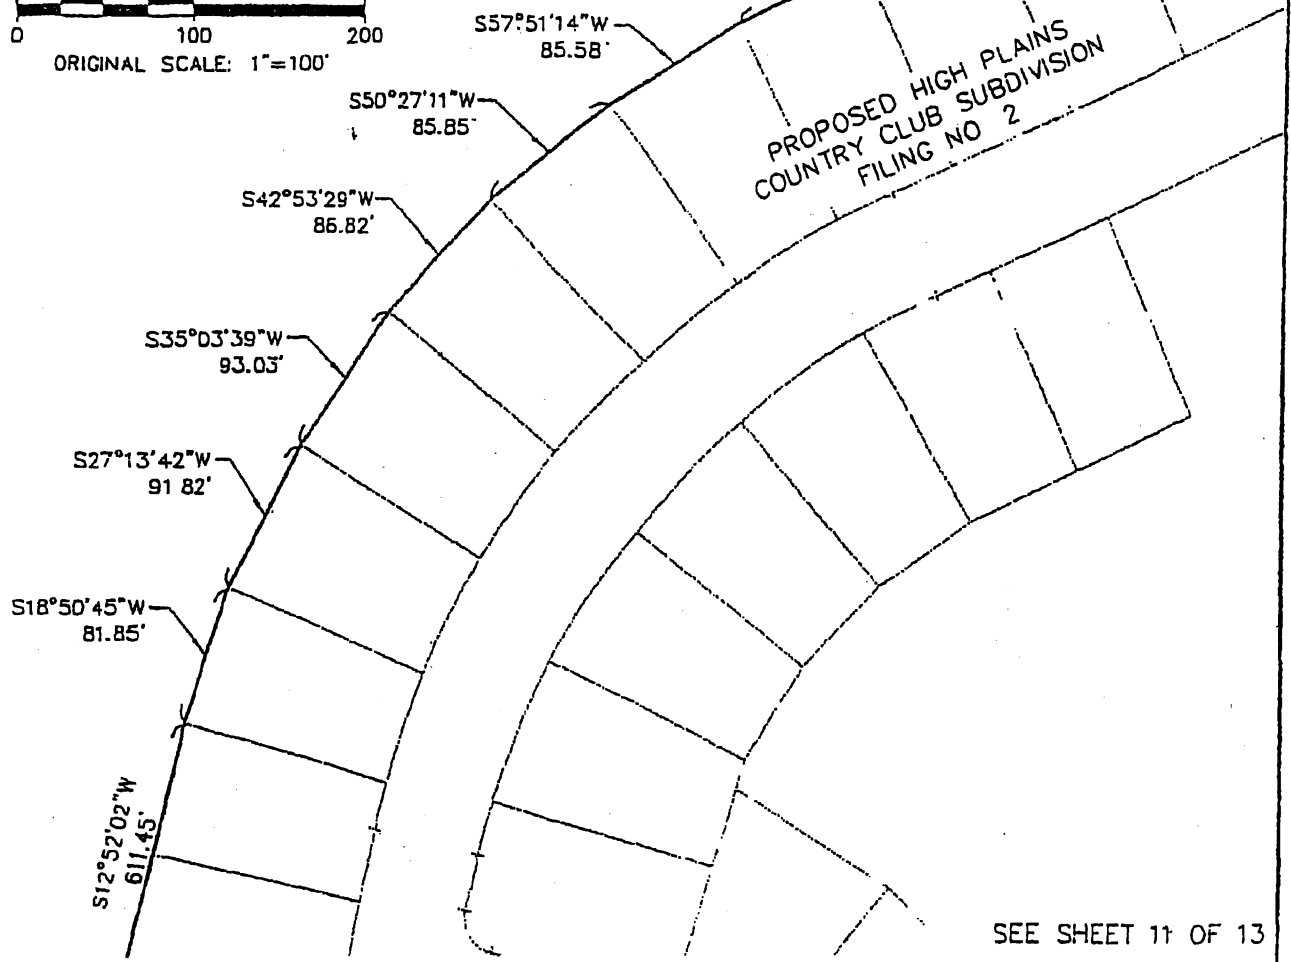 0 100 200
ORIGINAL SCALE: 1"=100'
S57°51'14"W
85.58'
S50°27'11"W
85.85'
S42°53'29"W
86.82'
S35°03'39"W
93.03'
S27°13'42"W
91 82'
S18°50'45"W
81.85'
S12°52'02"W
611.45'
PROPOSED HIGH PLAINS
COUNTRY CLUB SUBDIVISION
FILING NO 2
SEE SHEET 11 OF 13